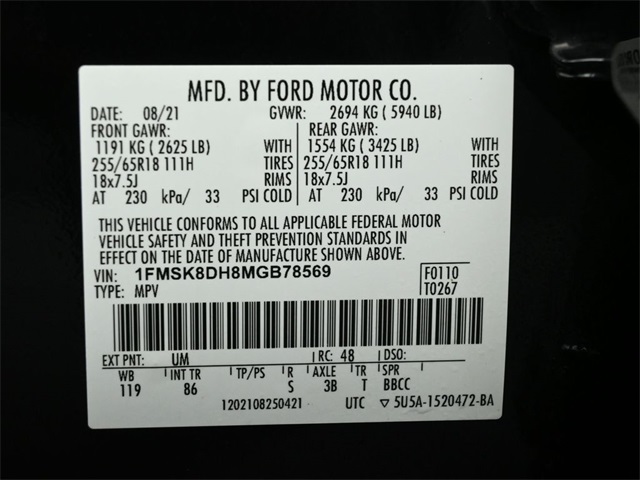 MFD. BY FORD MOTOR CO.
DATE: 08/21 GVWR: 2694 KG ( 5940 LB)
FRONT GAWR: REAR GAWR:
1191 KG ( 2625 LB) WITH 1554 KG ( 3425 LB) WITH
255/65R18 111H TIRES 255/65R18 111H TIRES
18x7.5J RIMS 18x7.5J RIMS
AT 230 kPa/ 33 PSI COLD AT 230 kPa/ 33 PSI COLD
THIS VEHICLE CONFORMS TO ALL APPLICABLE FEDERAL MOTOR
VEHICLE SAFETY AND THEFT PREVENTION STANDARDS IN
EFFECT ON THE DATE OF MANUFACTURE SHOWN ABOVE.
VIN: 1FMSK8DH8MGB78569 F0110
TYPE: MPV T0267
EXT PNT: UM RC: 48 DSO:
WB INT TR TP/PS R AXLE TR SPR
119 86 S 3B T BBCC
1202108250421 UTC ▽ 5U5A-1520472-BA